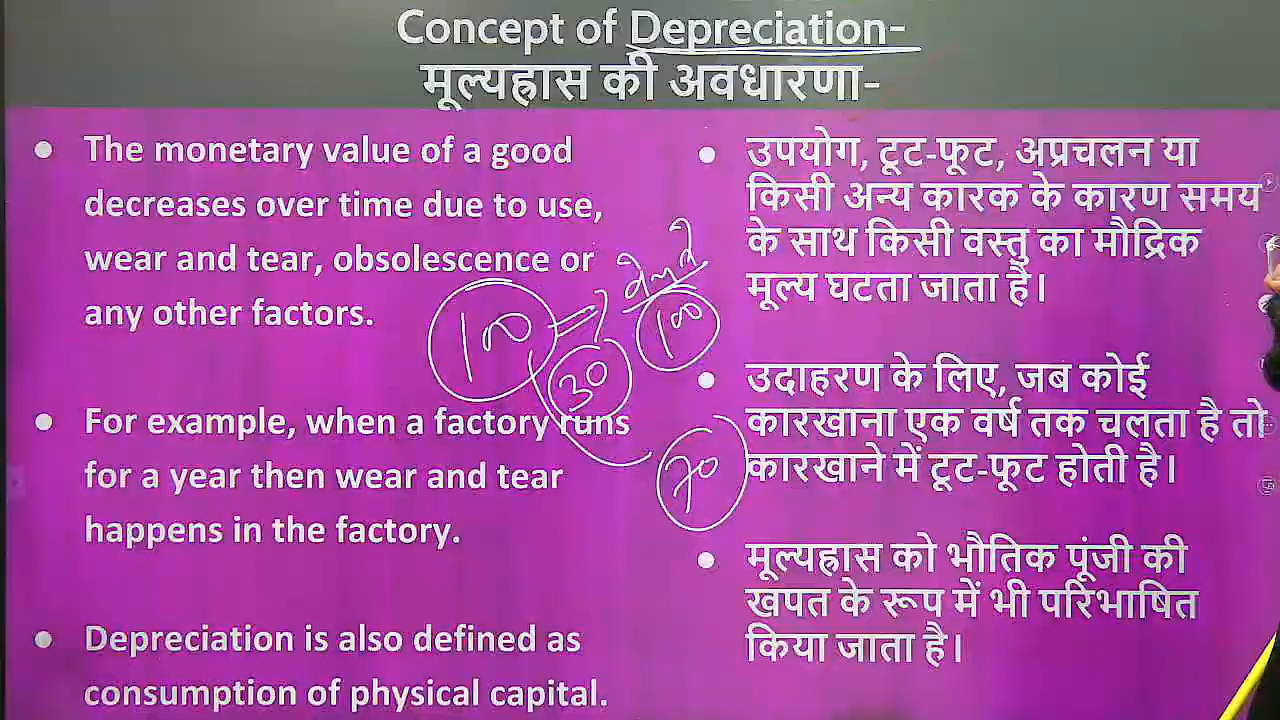 Concept of Depreciation-
मूल्यह्रास की अवधारणा-
● The monetary value of a good
decreases over time due to use,
wear and tear, obsolescence or
any other factors.
● For example, when a factory runs
for a year then wear and tear
happens in the factory.
● Depreciation is also defined as
consumption of physical capital.
● उपयोग, टूट-फूट, अप्रचलन या
किसी अन्य कारक के कारण समय
के साथ किसी वस्तु का मौद्रिक
मूल्य घटता जाता है।
● उदाहरण के लिए, जब कोई
कारखाना एक वर्ष तक चलता है तो
कारखाने में टूट-फूट होती है।
● मूल्यह्रास को भौतिक पूंजी की
खपत के रूप में भी परिभाषित
किया जाता है।
100
100
30
70